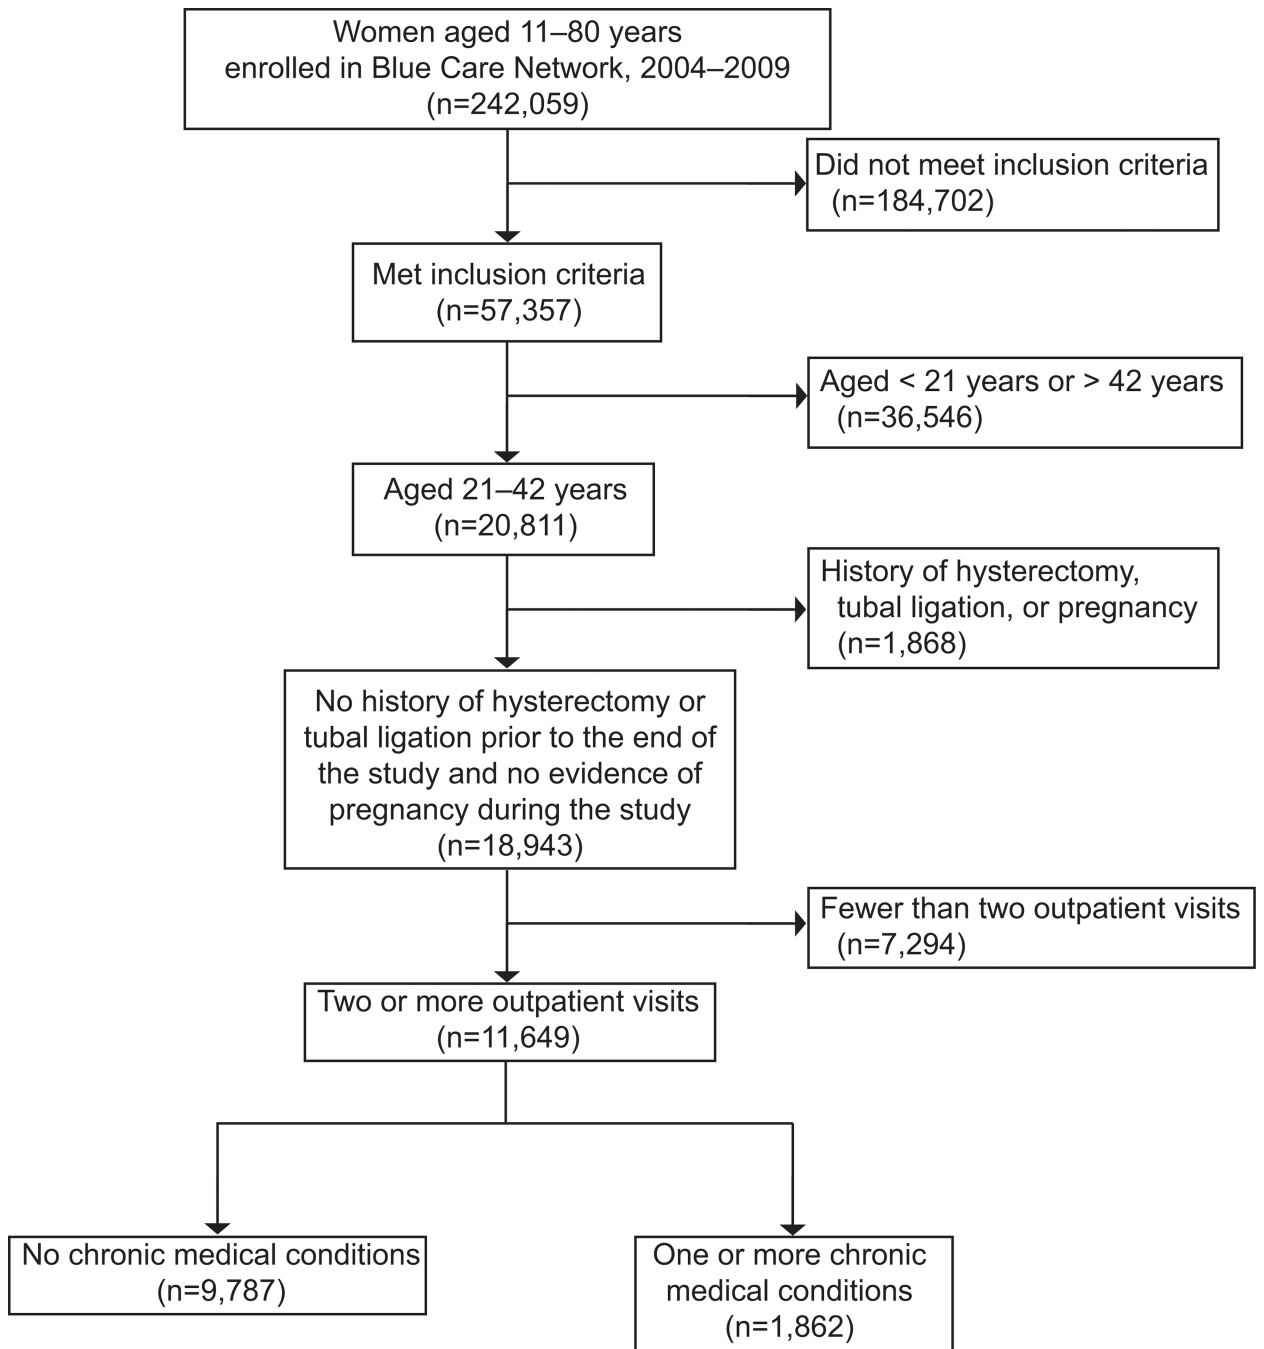 Women aged 11–80 years
enrolled in Blue Care Network, 2004–2009
(n=242,059)
Did not meet inclusion criteria
(n=184,702)
Met inclusion criteria
(n=57,357)
Aged < 21 years or > 42 years
(n=36,546)
Aged 21–42 years
(n=20,811)
History of hysterectomy,
tubal ligation, or pregnancy
(n=1,868)
No history of hysterectomy or
tubal ligation prior to the end of
the study and no evidence of
pregnancy during the study
(n=18,943)
Fewer than two outpatient visits
(n=7,294)
Two or more outpatient visits
(n=11,649)
No chronic medical conditions
(n=9,787)
One or more chronic
medical conditions
(n=1,862)